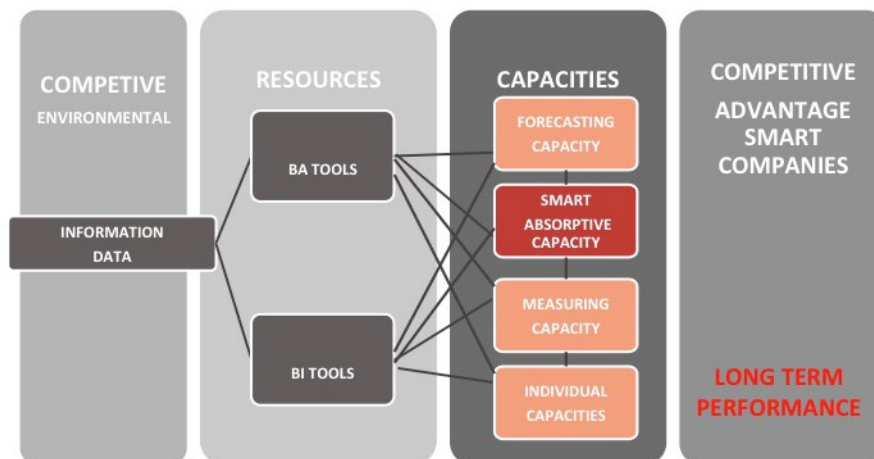 COMPETIVE
ENVIRONMENTAL
INFORMATION
DATA
RESOURCES
BA TOOLS
BI TOOLS
CAPACITIES
FORECASTING
CAPACITY
SMART
ABSORPTIVE
CAPACITY
MEASURING
CAPACITY
INDIVIDUAL
CAPACITIES
COMPETITIVE
ADVANTAGE
SMART
COMPANIES
LONG TERM
PERFORMANCE